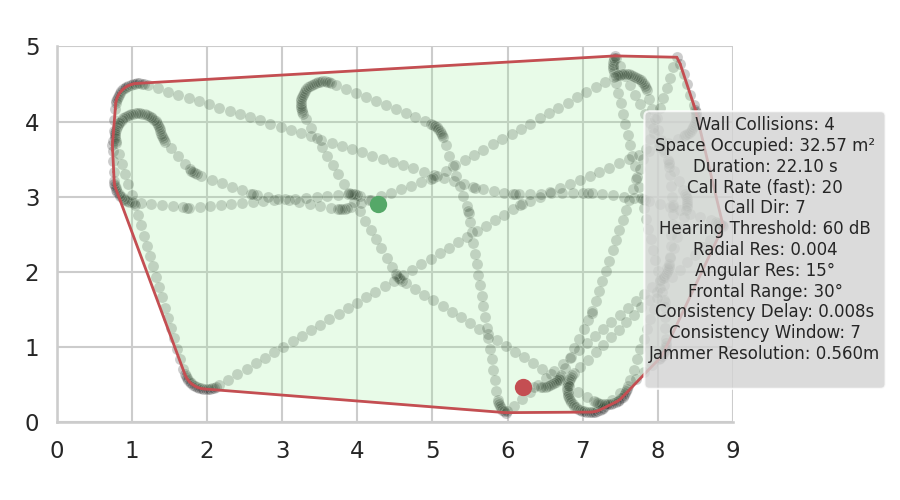 5
4
3
2
1
0
0 1 2 3 4 5 6 7 8 9
Wall Collisions: 4
Space Occupied: 32.57 m²
Duration: 22.10 s
Call Rate (fast): 20
Call Dir: 7
Hearing Threshold: 60 dB
Radial Res: 0.004
Angular Res: 15°
Frontal Range: 30°
Consistency Delay: 0.008s
Consistency Window: 7
Jammer Resolution: 0.560m